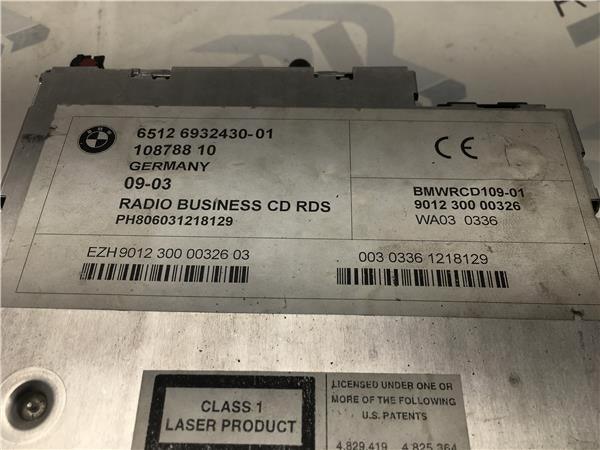 BMW
6512 6932430-01
108788 10
GERMANY
09-03
RADIO BUSINESS CD RDS
PH806031218129
CE
BMWRCD109-01
9012 300 00326
WA03 0336
EZH 9012 300 00326 03
003 0336 1218129
CLASS 1
LASER PRODUCT
LICENSED UNDER ONE OR
MORE OF THE FOLLOWING
U.S. PATENTS
4,829,419 4,825,364